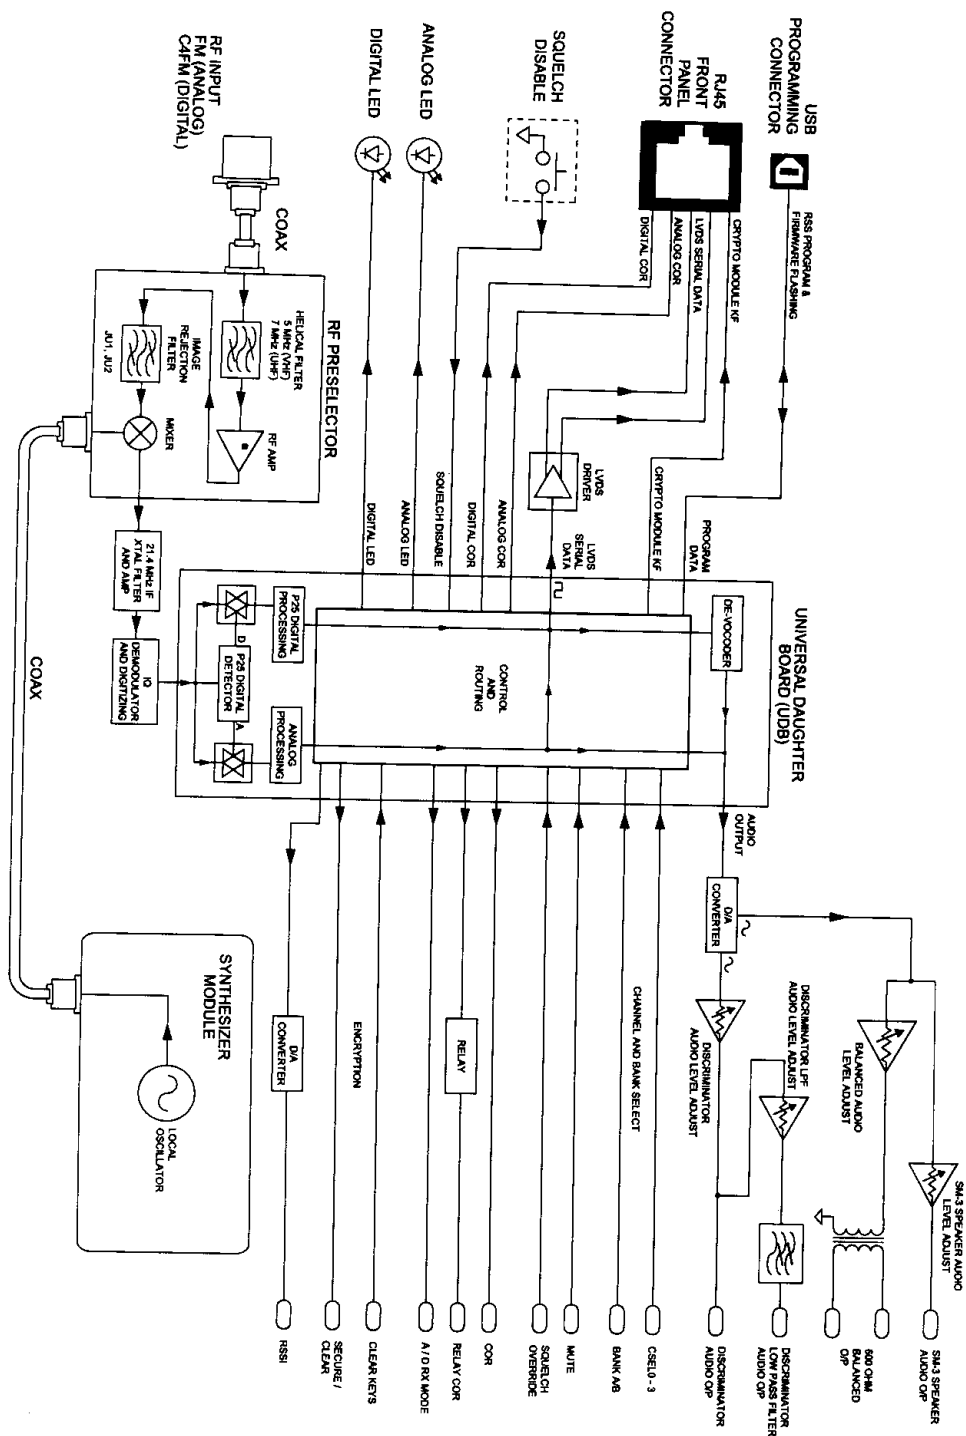 USB
PROGRAMMING
CONNECTOR
RJ45
FRONT
PANEL
CONNECTOR
SQUELCH
DISABLE
ANALOG LED
DIGITAL LED
RF INPUT
FM (ANALOG)
C4FM (DIGITAL)
COAX
RSS PROGRAM &
FIRMWARE FLASHING
CRYPTO MODULE KF
LVDS SERIAL DATA
ANALOG COR
DIGITAL COR
RF PRESELECTOR
HELICAL FILTER
5 MHz (VHF)
7 MHz (UHF)
RF AMP
IMAGE
REJECTION
FILTER
JU1, JU2
MIXER
LVDS
DRIVER
LVDS
SERIAL
DATA
PROGRAM
DATA
CRYPTO MODULE KF
ANALOG COR
DIGITAL COR
SQUELCH DISABLE
ANALOG LED
DIGITAL LED
21.4 MHz IF
XTAL FILTER
AND AMP
IQ
DEMODULATOR
AND DIGITIZING
COAX
UNIVERSAL DAUGHTER
BOARD (UDB)
DE-VOCODER
CONTROL
AND
ROUTING
P25 DIGITAL
PROCESSING
D
P25 DIGITAL
DETECTOR
A
ANALOG
PROCESSING
AUDIO
OUTPUT
D/A
CONVERTER
DISCRIMINATOR
AUDIO LEVEL ADJUST
DISCRIMINATOR LPF
AUDIO LEVEL ADJUST
BALANCED AUDIO
LEVEL ADJUST
SM-3 SPEAKER AUDIO
LEVEL ADJUST
CHANNEL AND BANK SELECT
RELAY
ENCRYPTION
D/A
CONVERTER
SYNTHESIZER
MODULE
LOCAL
OSCILLATOR
SM-3 SPEAKER
AUDIO O/P
600 OHM
BALANCED
O/P
DISCRIMINATOR
LOW PASS FILTER
AUDIO O/P
DISCRIMINATOR
AUDIO O/P
CSEL0 - 3
BANK A/B
MUTE
SQUELCH
OVERRIDE
COR
RELAY COR
A / D RX MODE
CLEAR KEYS
SECURE /
CLEAR
RSSI